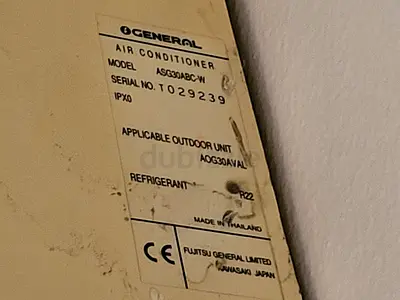 GENERAL
AIR CONDITIONER
MODEL ASG30ABC-W
SERIAL NO. T029239
IPX0
APPLICABLE OUTDOOR UNIT
AOG30AVAL
REFRIGERANT R22
MADE IN THAILAND
CE
FUJITSU GENERAL LIMITED
KAWASAKI JAPAN